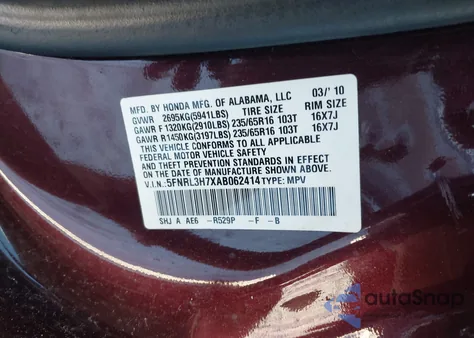 MFD. BY HONDA MFG. OF ALABAMA, LLC 03/'10
GVWR 2695KG(5941LBS) TIRE SIZE RIM SIZE
GAWR F 1320KG(2910LBS) 235/65R16 103T 16X7J
GAWR R1450KG(3197LBS) 235/65R16 103T 16X7J
THIS VEHICLE CONFORMS TO ALL APPLICABLE
FEDERAL MOTOR VEHICLE SAFETY STANDARDS
IN EFFECT ON THE DATE OF
MANUFACTURE SHOWN ABOVE.
V.I.N.: 5FNRL3H7XAB062414 TYPE: MPV
SHJ A AE6 -R529P -F -B
autoSnap